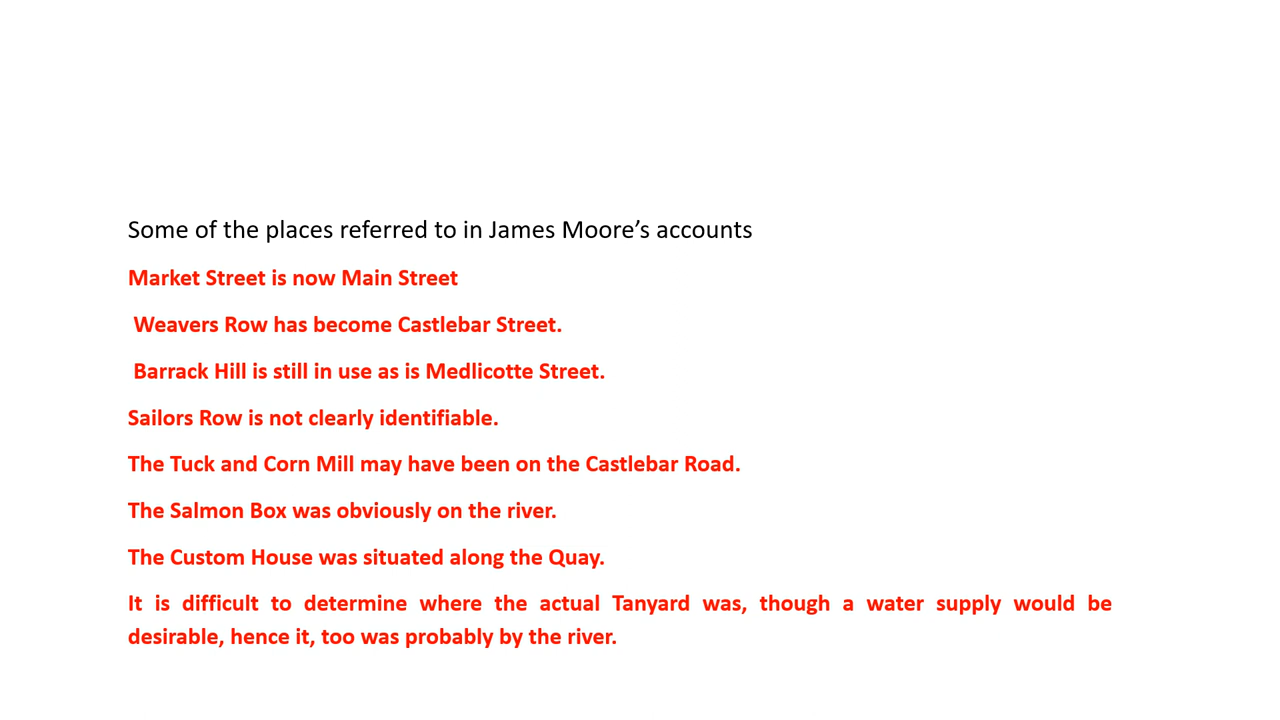 Some of the places referred to in James Moore’s accounts
Market Street is now Main Street
Weavers Row has become Castlebar Street.
Barrack Hill is still in use as is Medlicotte Street.
Sailors Row is not clearly identifiable.
The Tuck and Corn Mill may have been on the Castlebar Road.
The Salmon Box was obviously on the river.
The Custom House was situated along the Quay.
It is difficult to determine where the actual Tanyard was, though a water supply would be
desirable, hence it, too was probably by the river.